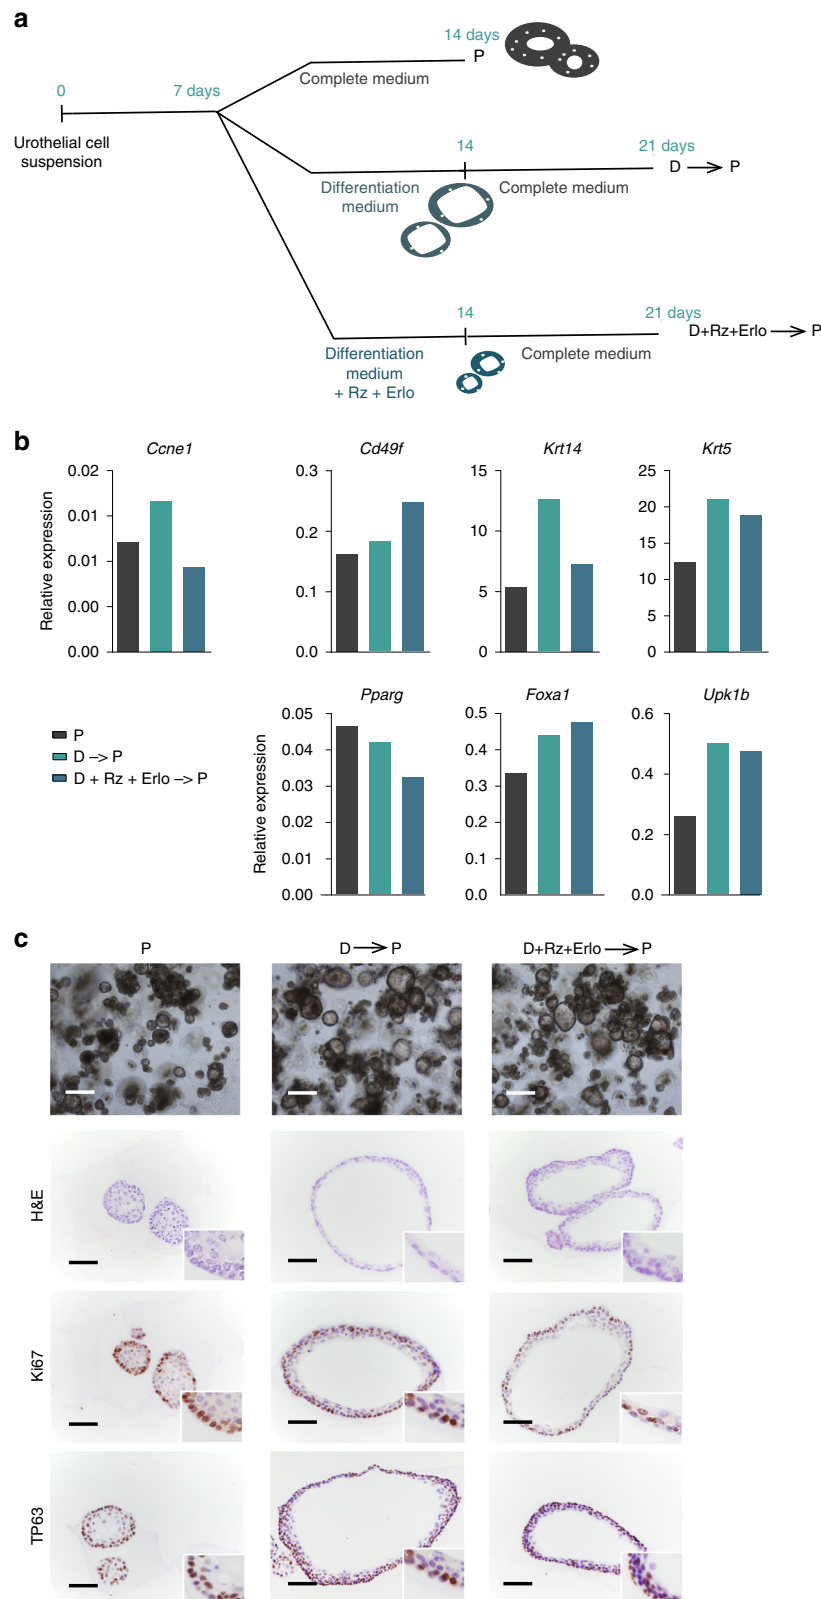 a
14 days
P
Complete medium
0
7 days
Urothelial cell
suspension
14
21 days
D → P
Differentiation
medium
Complete medium
14
21 days
D+Rz+Erlo → P
Differentiation
medium
+ Rz + Erlo
Complete medium
b
Ccne1
Cd49f
Krt14
Krt5
Relative expression
0.02
0.01
0.01
0.00
0.00
0.3
0.2
0.1
0.0
15
10
5
0
25
20
15
10
5
0
P
D –> P
D + Rz + Erlo –> P
Pparg
Foxa1
Upk1b
Relative expression
0.05
0.04
0.03
0.02
0.01
0.00
0.5
0.4
0.3
0.2
0.1
0.0
0.6
0.4
0.2
0.0
c
P
D → P
D+Rz+Erlo → P
H&E
Ki67
TP63